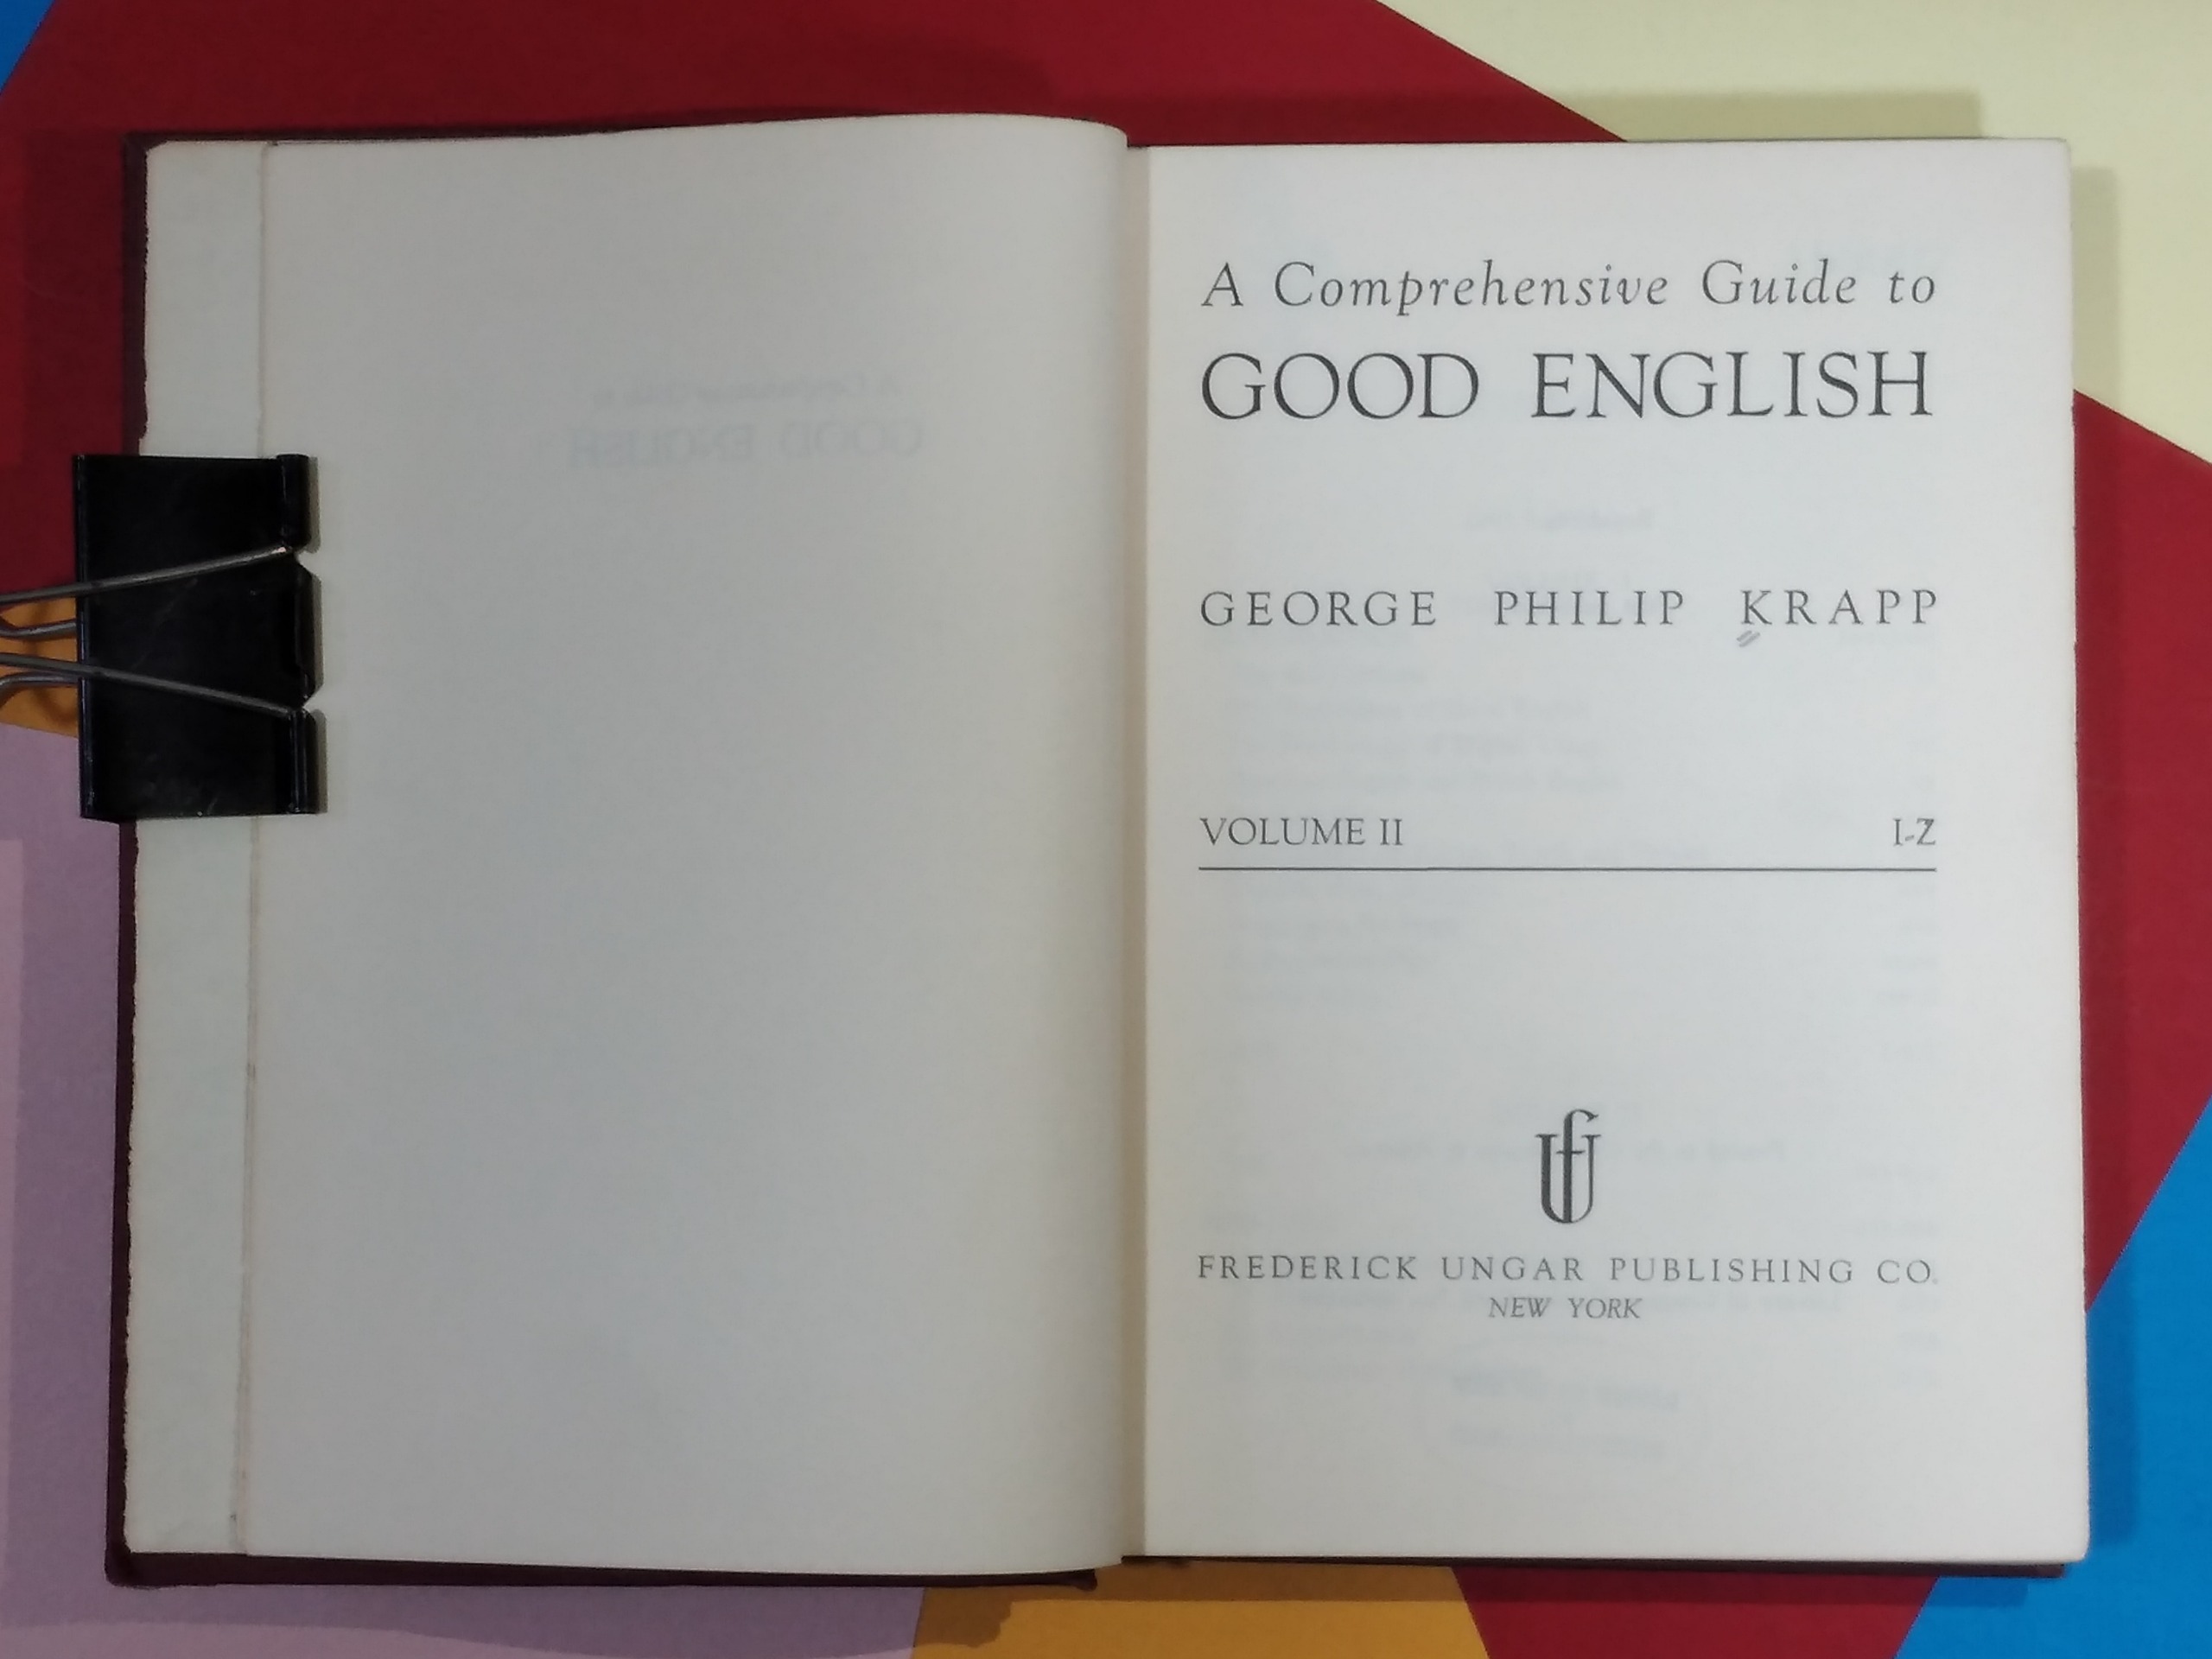 A Comprehensive Guide to
GOOD ENGLISH
GEORGE PHILIP KRAPP
VOLUME II I-Z
FREDERICK UNGAR PUBLISHING CO.
NEW YORK